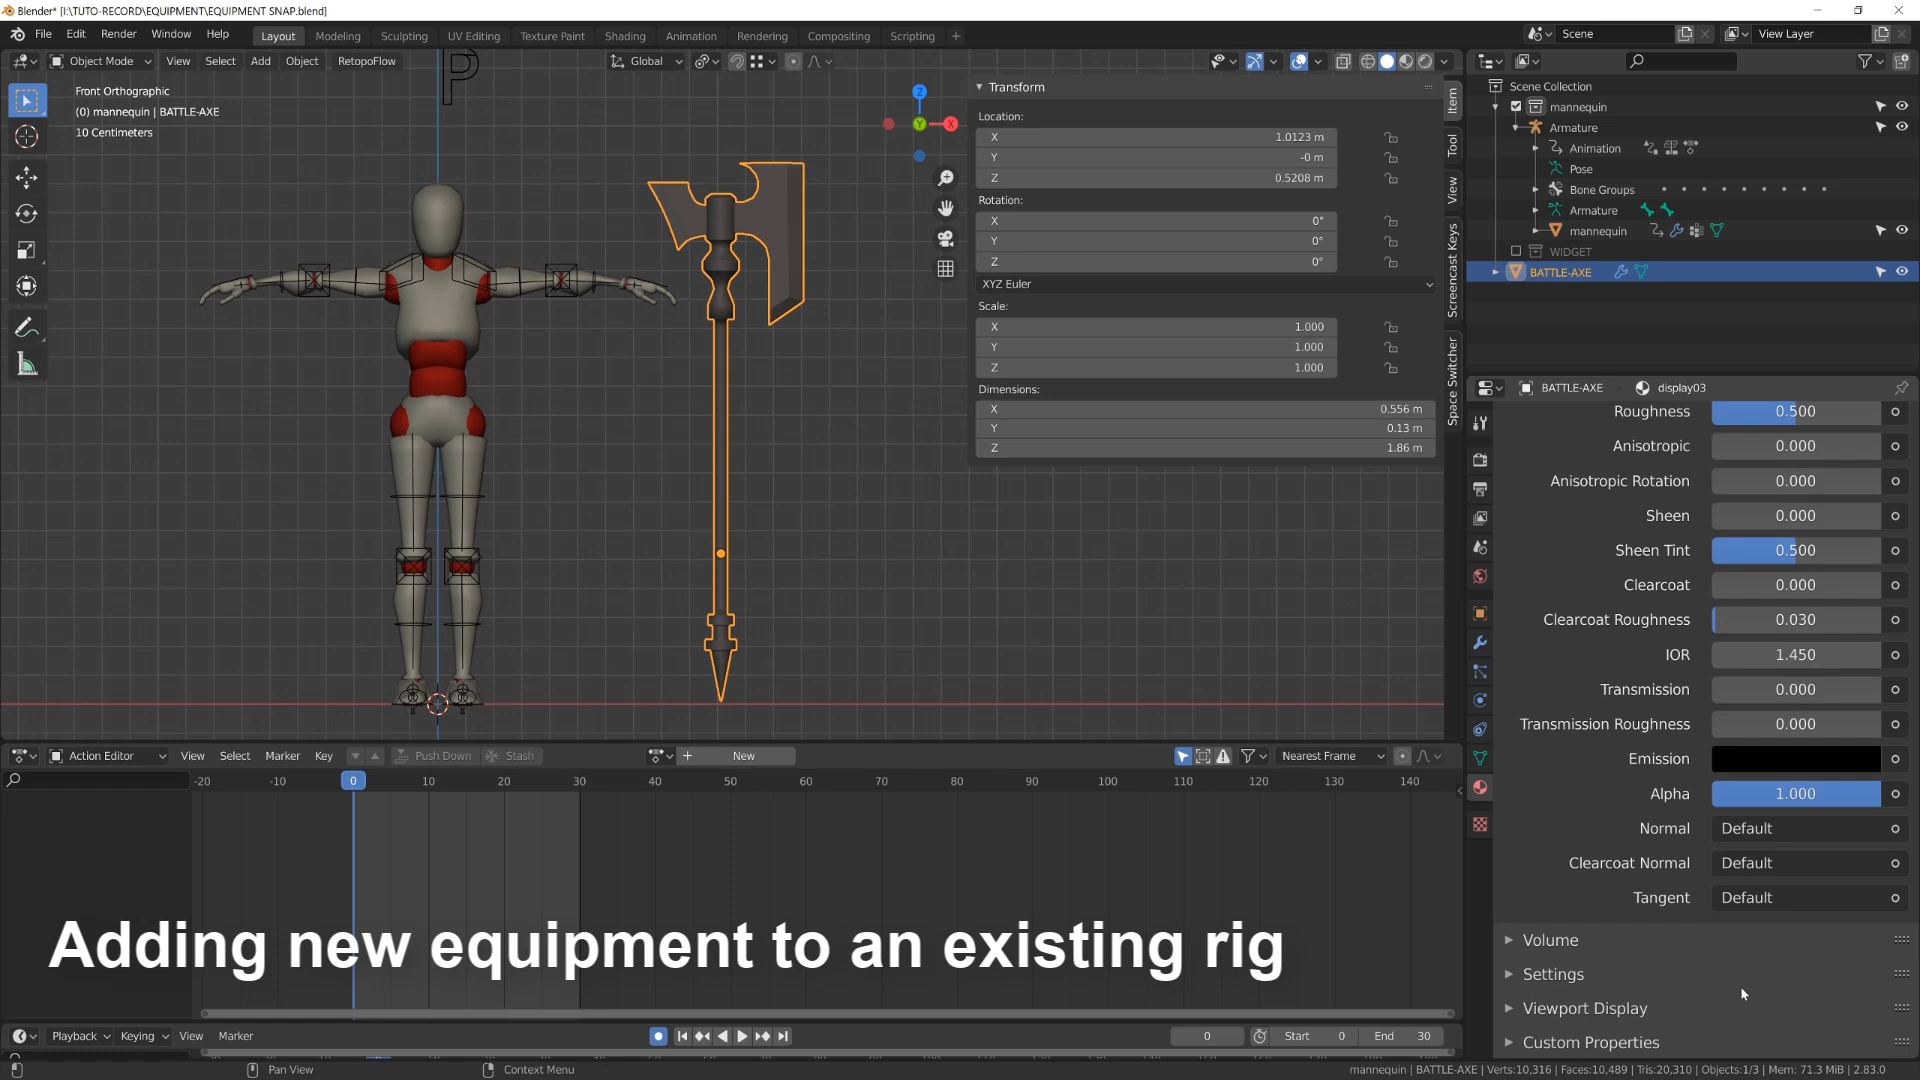 Blender* [I:\TUTO-RECORD\EQUIPMENT\EQUIPMENT SNAP.blend]
File Edit Render Window Help Layout Modeling Sculpting UV Editing Texture Paint Shading Animation Rendering Compositing Scripting + Scene View Layer
Object Mode View Select Add Object RetopoFlow Global
Front Orthographic
(0) mannequin | BATTLE-AXE
10 Centimeters
P
Z
Y
X
Transform
Location:
X 1.0123 m
Y -0 m
Z 0.5208 m
Rotation:
X 0°
Y 0°
Z 0°
XYZ Euler
Scale:
X 1.000
Y 1.000
Z 1.000
Dimensions:
X 0.556 m
Y 0.13 m
Z 1.86 m
Item
Tool
View
Screencast Keys
Space Switcher
Scene Collection
mannequin
Armature
Animation
Pose
Bone Groups
Armature
mannequin
WIDGET
BATTLE-AXE
BATTLE-AXE display03
Roughness 0.500
Anisotropic 0.000
Anisotropic Rotation 0.000
Sheen 0.000
Sheen Tint 0.500
Clearcoat 0.000
Clearcoat Roughness 0.030
IOR 1.450
Transmission 0.000
Transmission Roughness 0.000
Emission
Alpha 1.000
Normal Default
Clearcoat Normal Default
Tangent Default
Volume
Settings
Viewport Display
Custom Properties
Action Editor View Select Marker Key Push Down Stash + New Nearest Frame
-20 -10 0 10 20 30 40 50 60 70 80 90 100 110 120 130 140
Adding new equipment to an existing rig
Playback Keying View Marker 0 Start 0 End 30
Pan View Context Menu mannequin | BATTLE-AXE | Verts:10,316 | Faces:10,489 | Tris:20,310 | Objects:1/3 | Mem: 71.3 MiB | 2.83.0